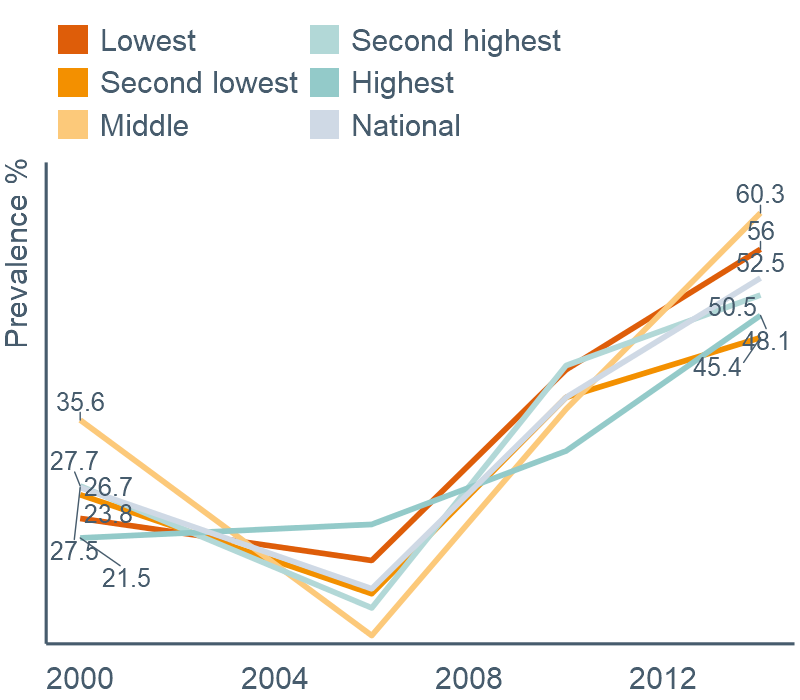 Lowest
Second lowest
Middle
Second highest
Highest
National
Prevalence %
60.3
56
52.5
50.5
48.1
45.4
35.6
27.7
26.7
23.8
27.5
21.5
2000 2004 2008 2012